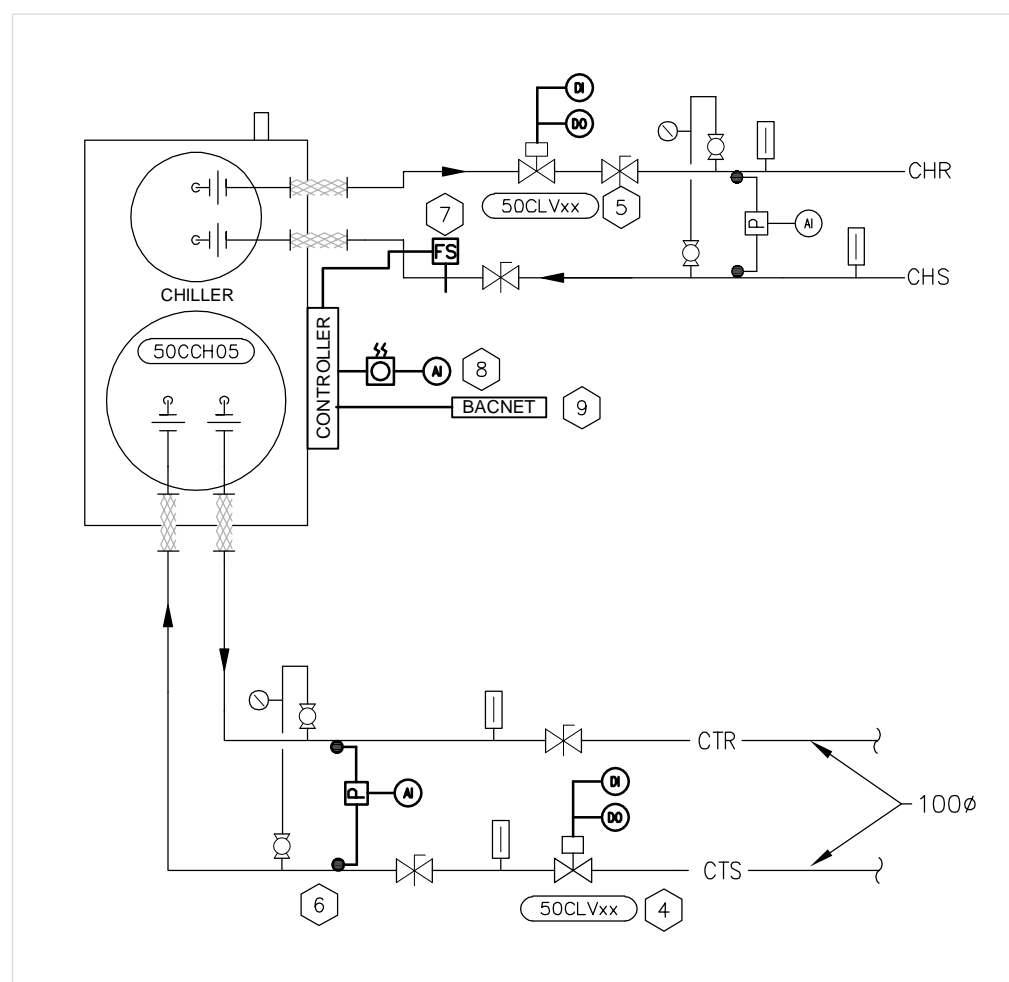 DI
DO
CHR
50CLVxx
5
7
P
AI
FS
CHS
CHILLER
50CCH05
CONTROLLER
AI
8
BACNET
9
CTR
DI
P
AI
DO
100ø
CTS
6
50CLVxx
4